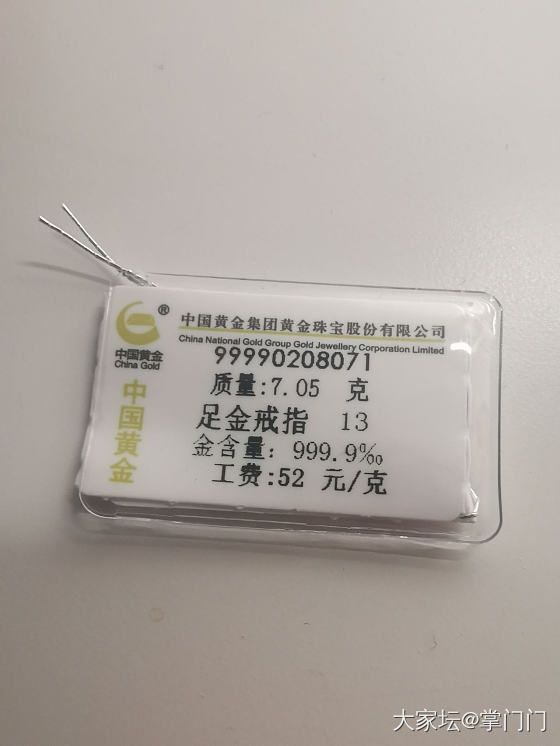 ®
中国黄金
China Gold
中国黄金
中国黄金集团黄金珠宝股份有限公司
China National Gold Group Gold Jewellery Corporation Limited
99990208071
质量:7.05 克
足金戒指 13
金含量: 999.9‰
工费:52 元/克
大家坛@掌门门